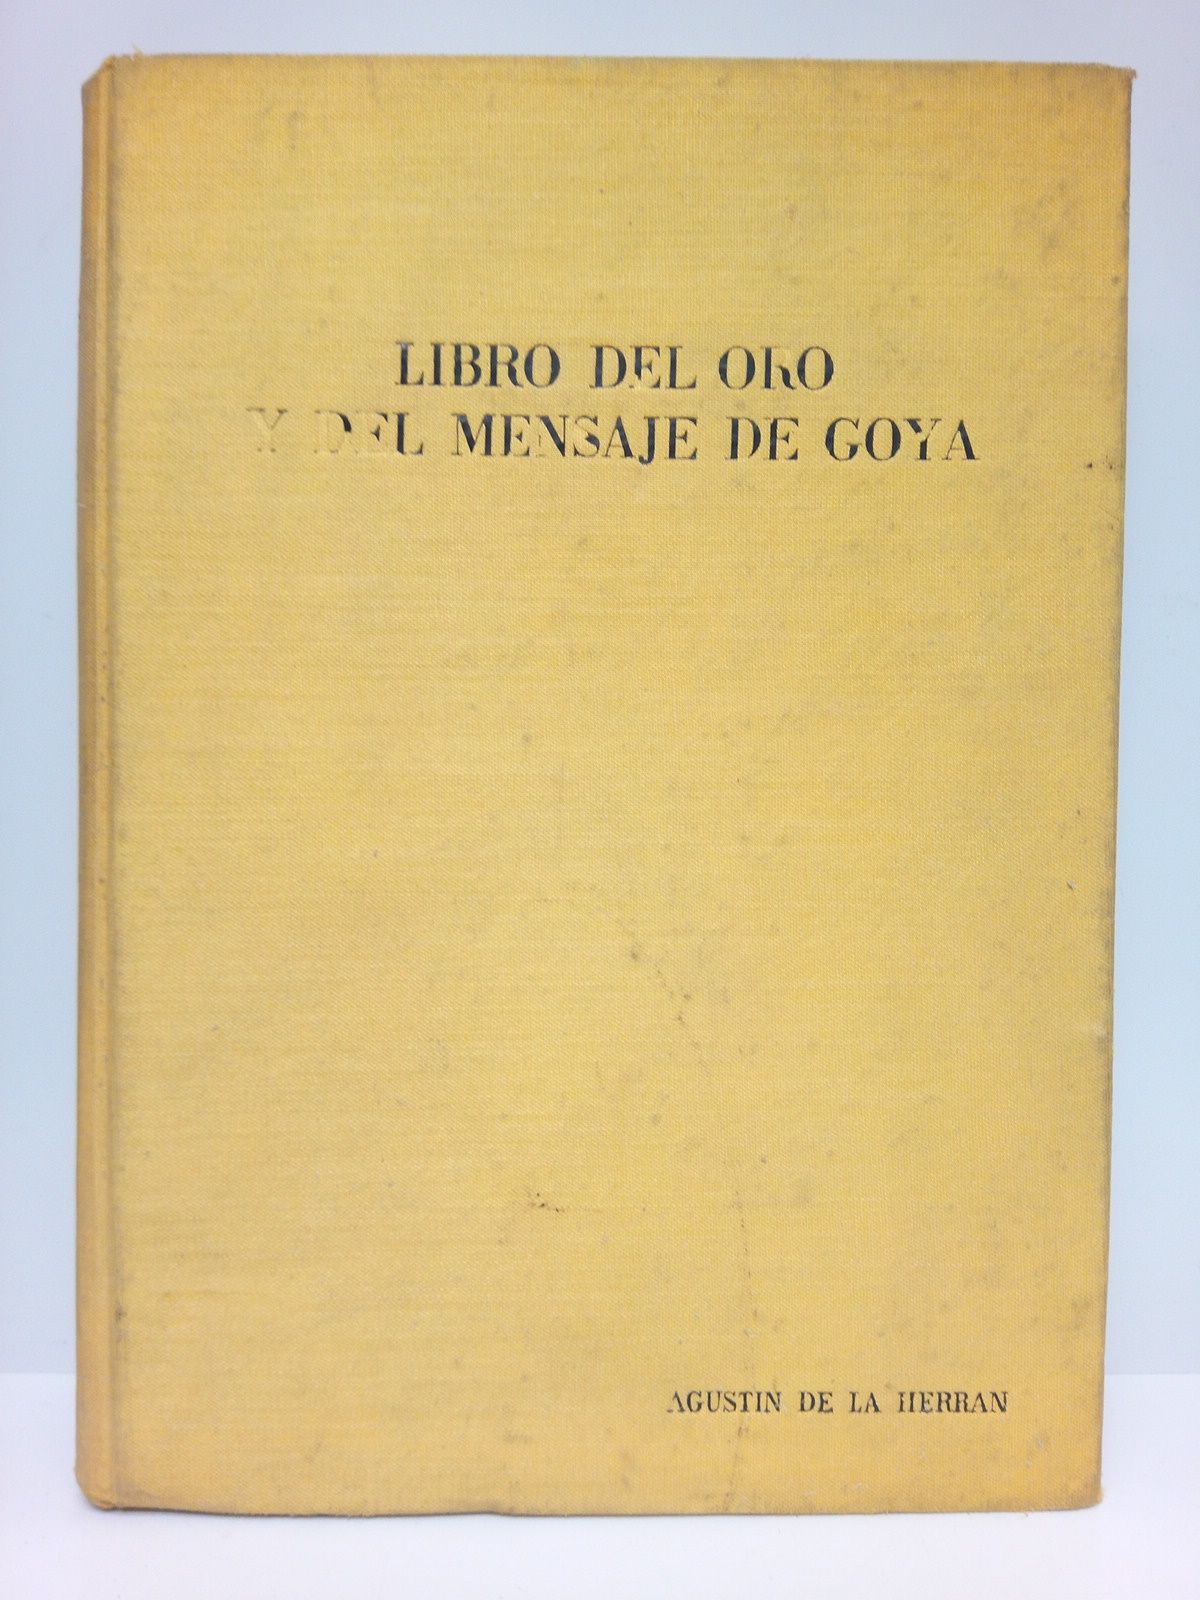 LIBRO DEL ORO
Y DEL MENSAJE DE GOYA
AGUSTIN DE LA HERRAN